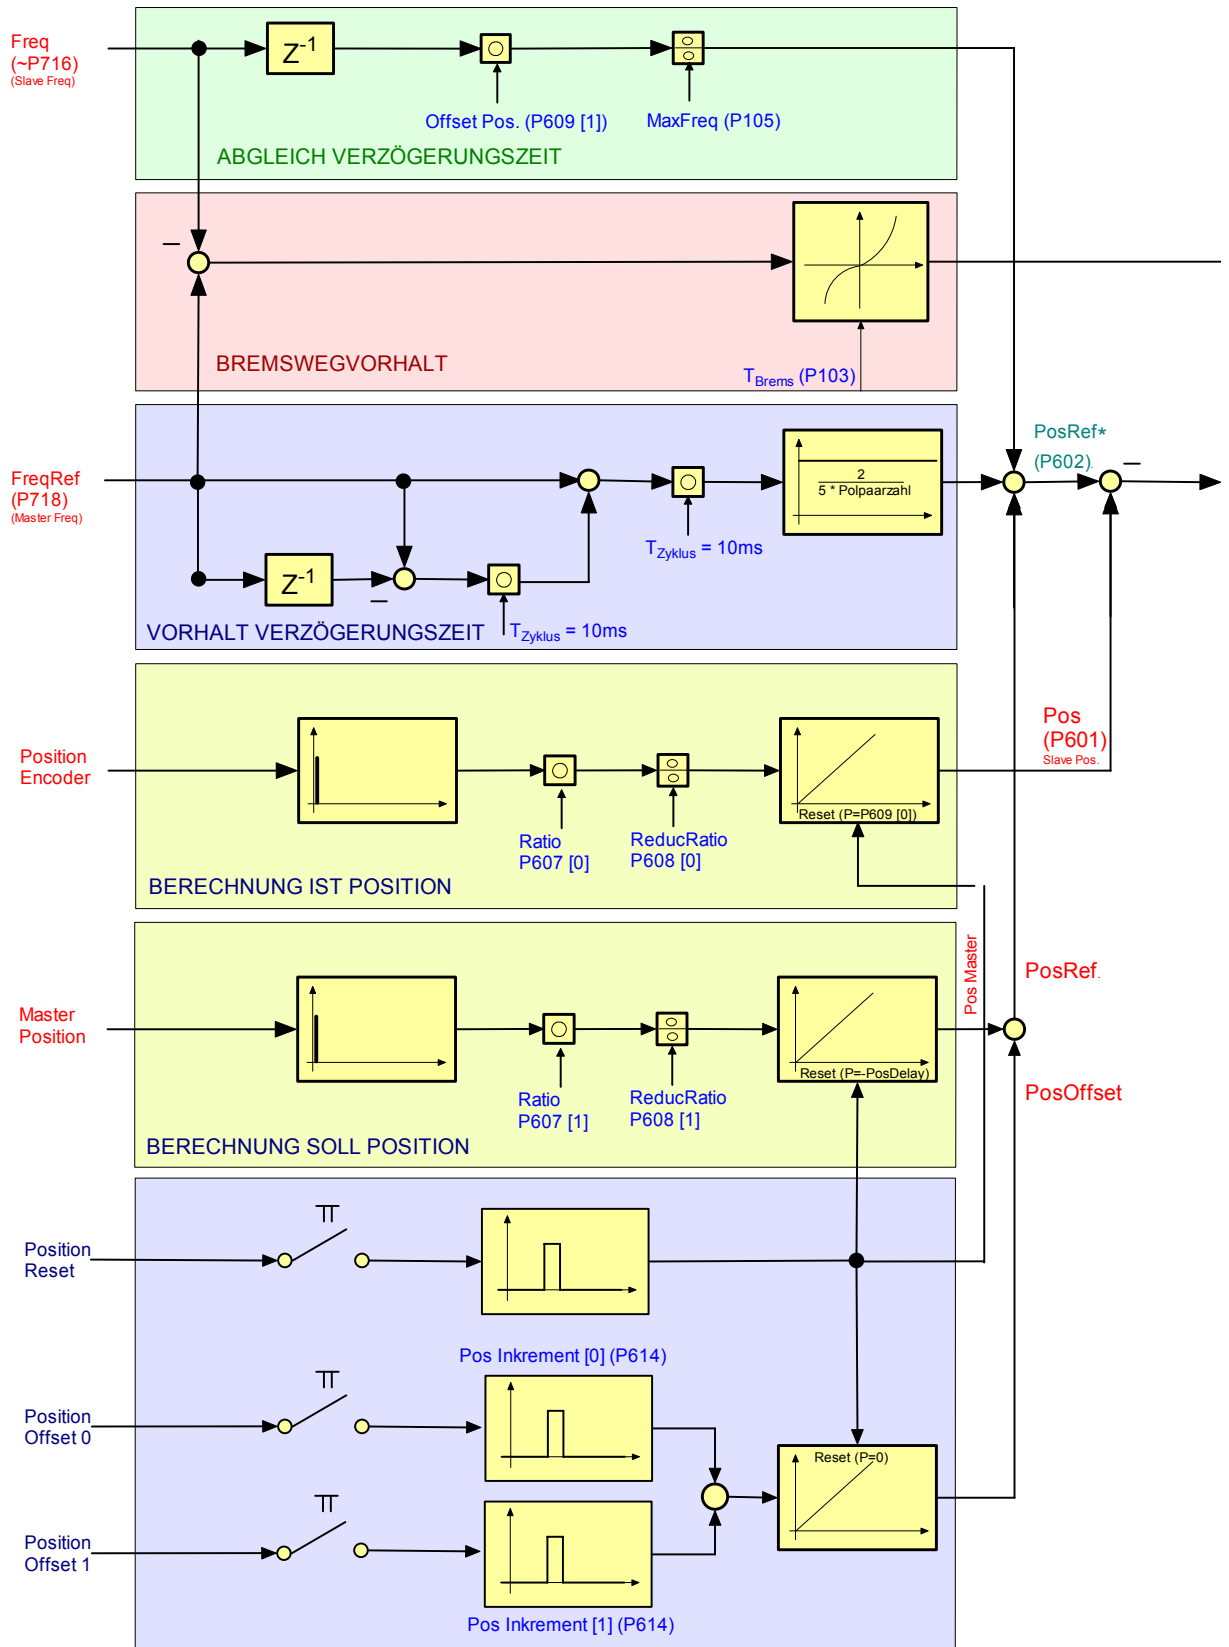 Freq
(~P716)
(Slave Freq)
Z-1
Offset Pos. (P609 [1])
MaxFreq (P105)
ABGLEICH VERZÖGERUNGSZEIT
–
BREMSWEGVORHALT
TBrems (P103)
FreqRef
(P718)
(Master Freq)
2
5 * Polpaarzahl
TZyklus = 10ms
PosRef*
(P602).
–
Z-1
–
TZyklus = 10ms
VORHALT VERZÖGERUNGSZEIT
Position
Encoder
Ratio
P607 [0]
ReducRatio
P608 [0]
Reset (P=P609 [0])
Pos
(P601)
Slave Pos.
BERECHNUNG IST POSITION
Master
Position
Ratio
P607 [1]
ReducRatio
P608 [1]
Reset (P=-PosDelay)
Pos Master
PosRef.
PosOffset
BERECHNUNG SOLL POSITION
Position
Reset
Pos Inkrement [0] (P614)
Position
Offset 0
Reset (P=0)
Position
Offset 1
Pos Inkrement [1] (P614)